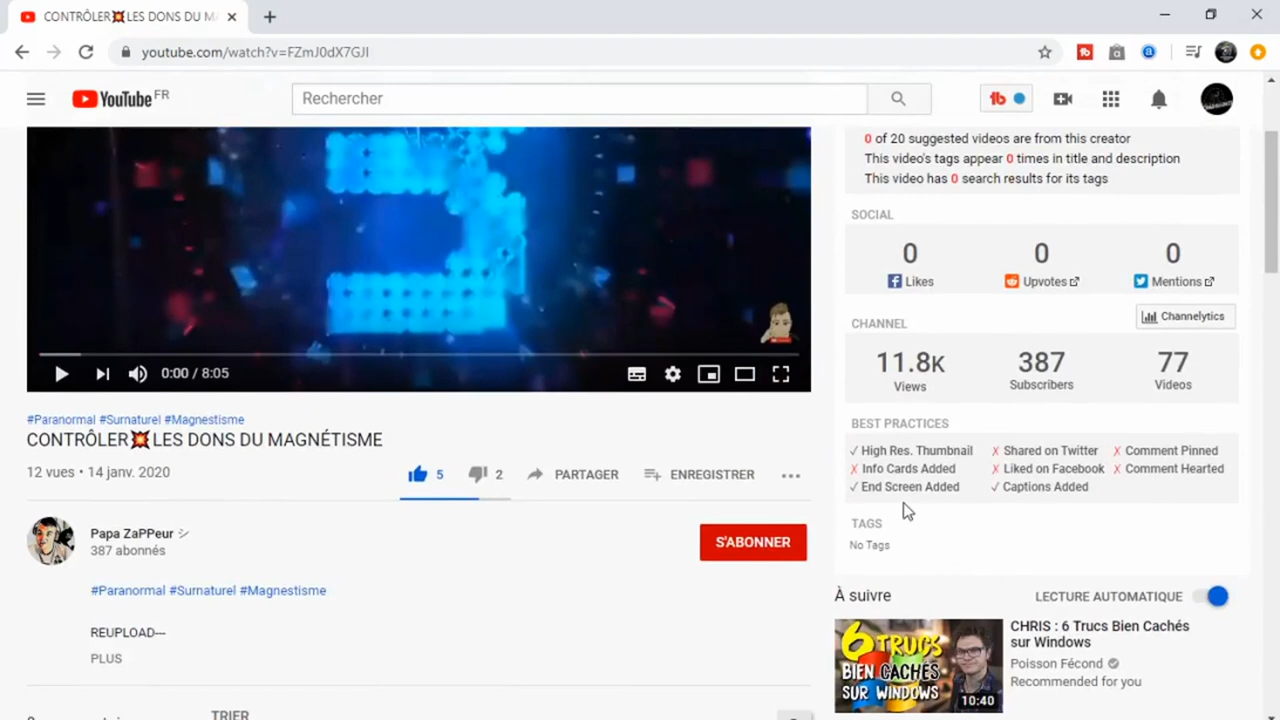 CONTRÔLER💥LES DONS DU M
youtube.com/watch?v=FZmJ0dX7GJI
YouTube FR
Rechercher
0 of 20 suggested videos are from this creator
This video's tags appear 0 times in title and description
This video has 0 search results for its tags
SOCIAL
0 0 0
Likes Upvotes Mentions
CHANNEL Channelytics
11.8K 387 77
Views Subscribers Videos
BEST PRACTICES
✓ High Res. Thumbnail ✗ Shared on Twitter ✗ Comment Pinned
✗ Info Cards Added ✗ Liked on Facebook ✗ Comment Hearted
✓ End Screen Added ✓ Captions Added
TAGS
No Tags
0:00 / 8:05
#Paranormal #Surnaturel #Magnestisme
CONTRÔLER💥LES DONS DU MAGNÉTISME
12 vues • 14 janv. 2020
5 2 PARTAGER ENREGISTRER
Papa ZaPPeur シ
387 abonnés
S'ABONNER
#Paranormal #Surnaturel #Magnestisme
REUPLOAD---
PLUS
TRIER
À suivre LECTURE AUTOMATIQUE
6 TRUCS
BIEN CACHÉS
SUR WINDOWS
10:40
CHRIS : 6 Trucs Bien Cachés
sur Windows
Poisson Fécond
Recommended for you